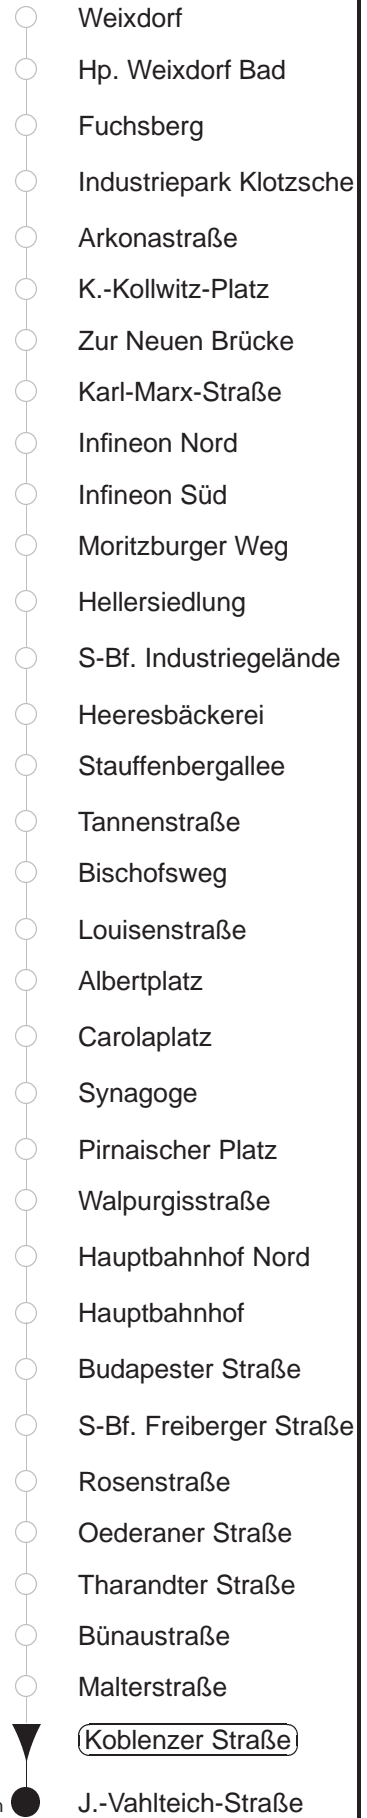 Weixdorf
Hp. Weixdorf Bad
Fuchsberg
Industriepark Klotzsche
Arkonastraße
K.-Kollwitz-Platz
Zur Neuen Brücke
Karl-Marx-Straße
Infineon Nord
Infineon Süd
Moritzburger Weg
Hellersiedlung
S-Bf. Industriegelände
Heeresbäckerei
Stauffenbergallee
Tannenstraße
Bischofsweg
Louisenstraße
Albertplatz
Carolaplatz
Synagoge
Pirnaischer Platz
Walpurgisstraße
Hauptbahnhof Nord
Hauptbahnhof
Budapester Straße
S-Bf. Freiberger Straße
Rosenstraße
Oederaner Straße
Tharandter Straße
Bünaustraße
Malterstraße
Koblenzer Straße
J.-Vahlteich-Straße